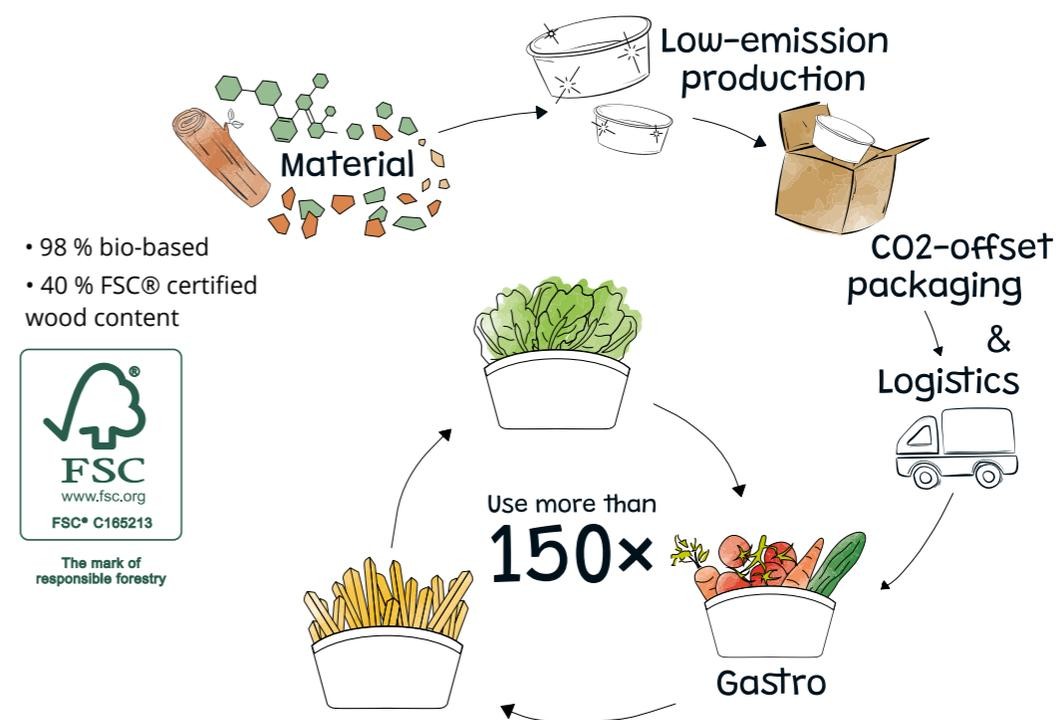 Low-emission
production
Material
• 98 % bio-based
• 40 % FSC® certified
wood content
CO2-offset
packaging
&
Logistics
®
FSC
www.fsc.org
FSC® C165213
The mark of
responsible forestry
Use more than
150×
Gastro